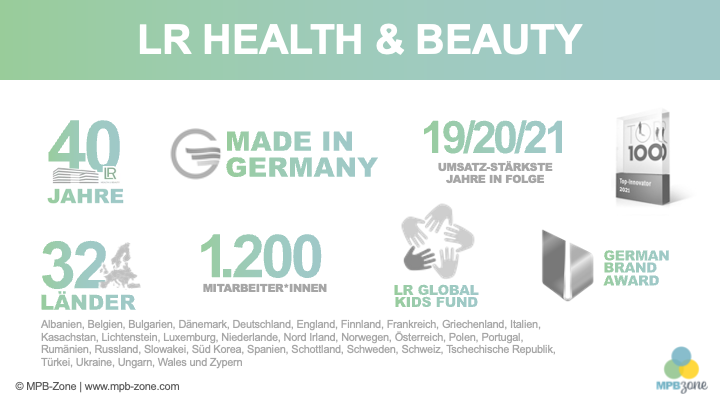 LR HEALTH & BEAUTY
40
LR
JAHRE
MADE IN
GERMANY
19/20/21
UMSATZ-STÄRKSTE
JAHRE IN FOLGE
TOP
100
Top-Innovator
2021
32
LÄNDER
1.200
MITARBEITER*INNEN
LR GLOBAL
KIDS FUND
GERMAN
BRAND
AWARD
Albanien, Belgien, Bulgarien, Dänemark, Deutschland, England, Finnland, Frankreich, Griechenland, Italien,
Kasachstan, Lichtenstein, Luxemburg, Niederlande, Nord Irland, Norwegen, Österreich, Polen, Portugal,
Rumänien, Russland, Slowakei, Süd Korea, Spanien, Schottland, Schweden, Schweiz, Tschechische Republik,
Türkei, Ukraine, Ungarn, Wales und Zypern
© MPB-Zone | www.mpb-zone.com
MPBzone